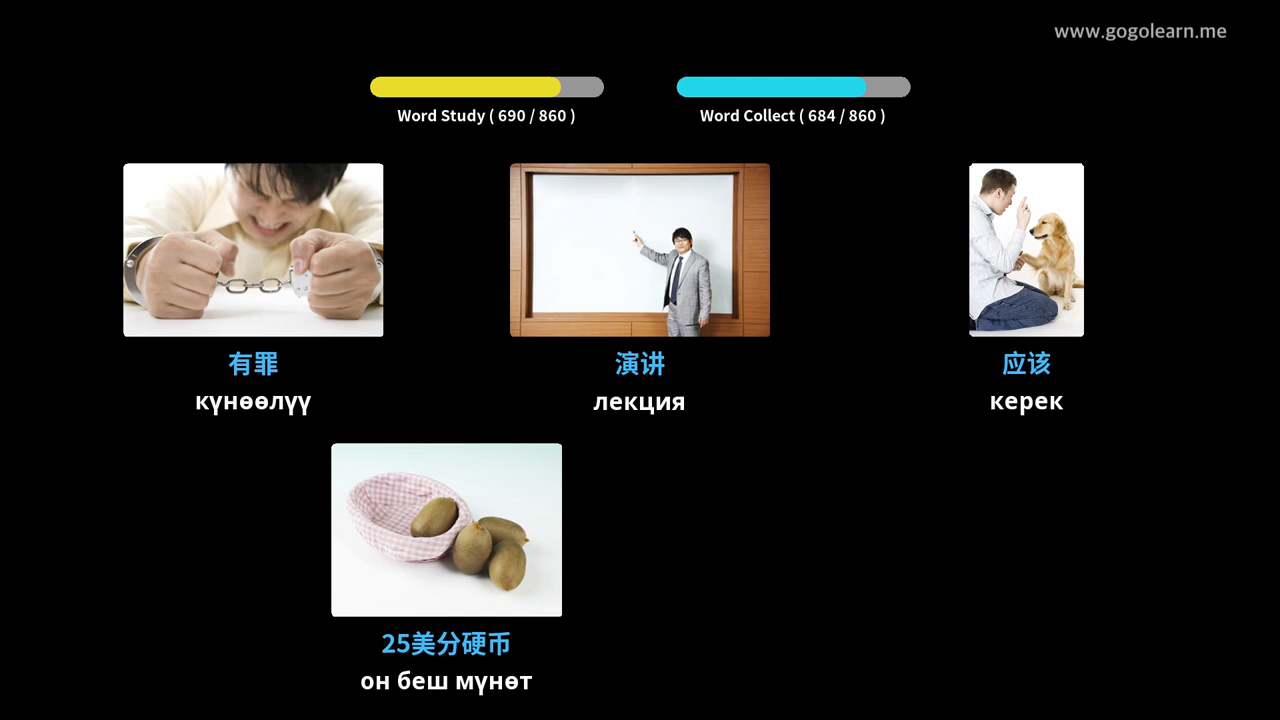 www.gogolearn.me
Word Study ( 690 / 860 )
Word Collect ( 684 / 860 )
有罪
күнөөлүү
演讲
лекция
应该
керек
25美分硬币
он беш мүнөт